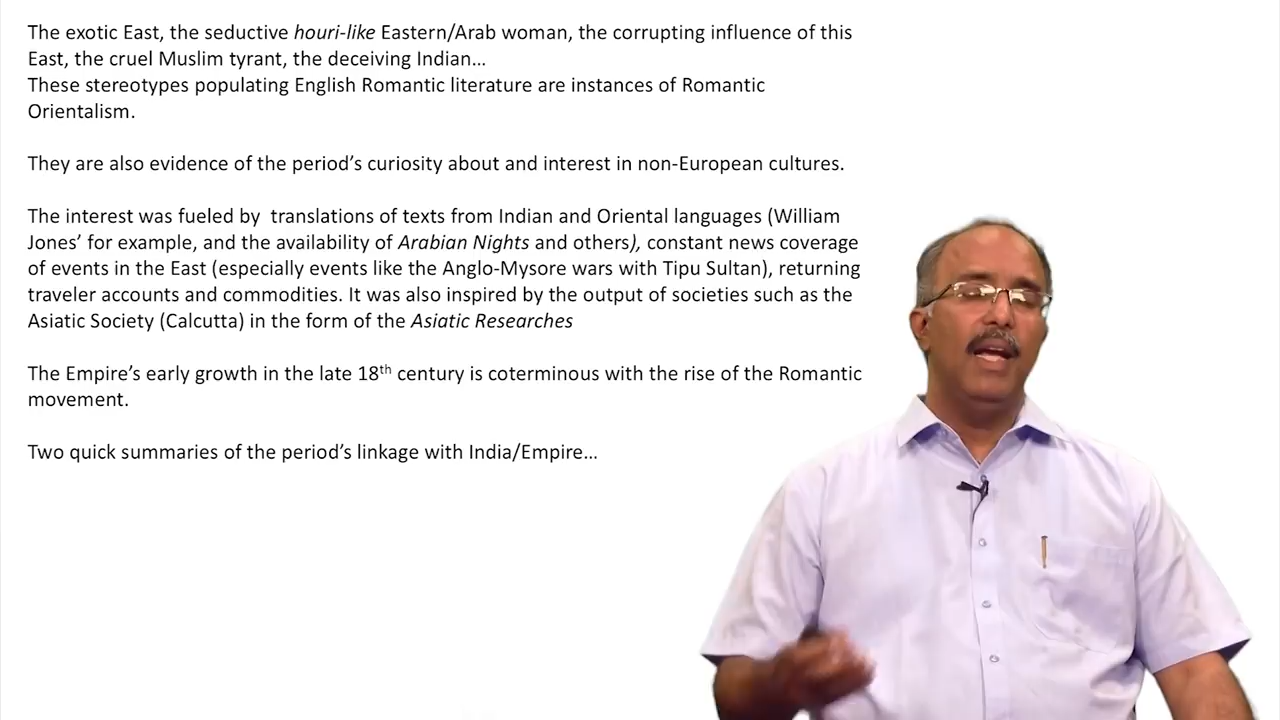 The exotic East, the seductive houri-like Eastern/Arab woman, the corrupting influence of this
East, the cruel Muslim tyrant, the deceiving Indian…
These stereotypes populating English Romantic literature are instances of Romantic
Orientalism.
They are also evidence of the period’s curiosity about and interest in non-European cultures.
The interest was fueled by  translations of texts from Indian and Oriental languages (William
Jones’ for example, and the availability of Arabian Nights and others), constant news coverage
of events in the East (especially events like the Anglo-Mysore wars with Tipu Sultan), returning
traveler accounts and commodities. It was also inspired by the output of societies such as the
Asiatic Society (Calcutta) in the form of the Asiatic Researches
The Empire’s early growth in the late 18th century is coterminous with the rise of the Romantic
movement.
Two quick summaries of the period’s linkage with India/Empire…